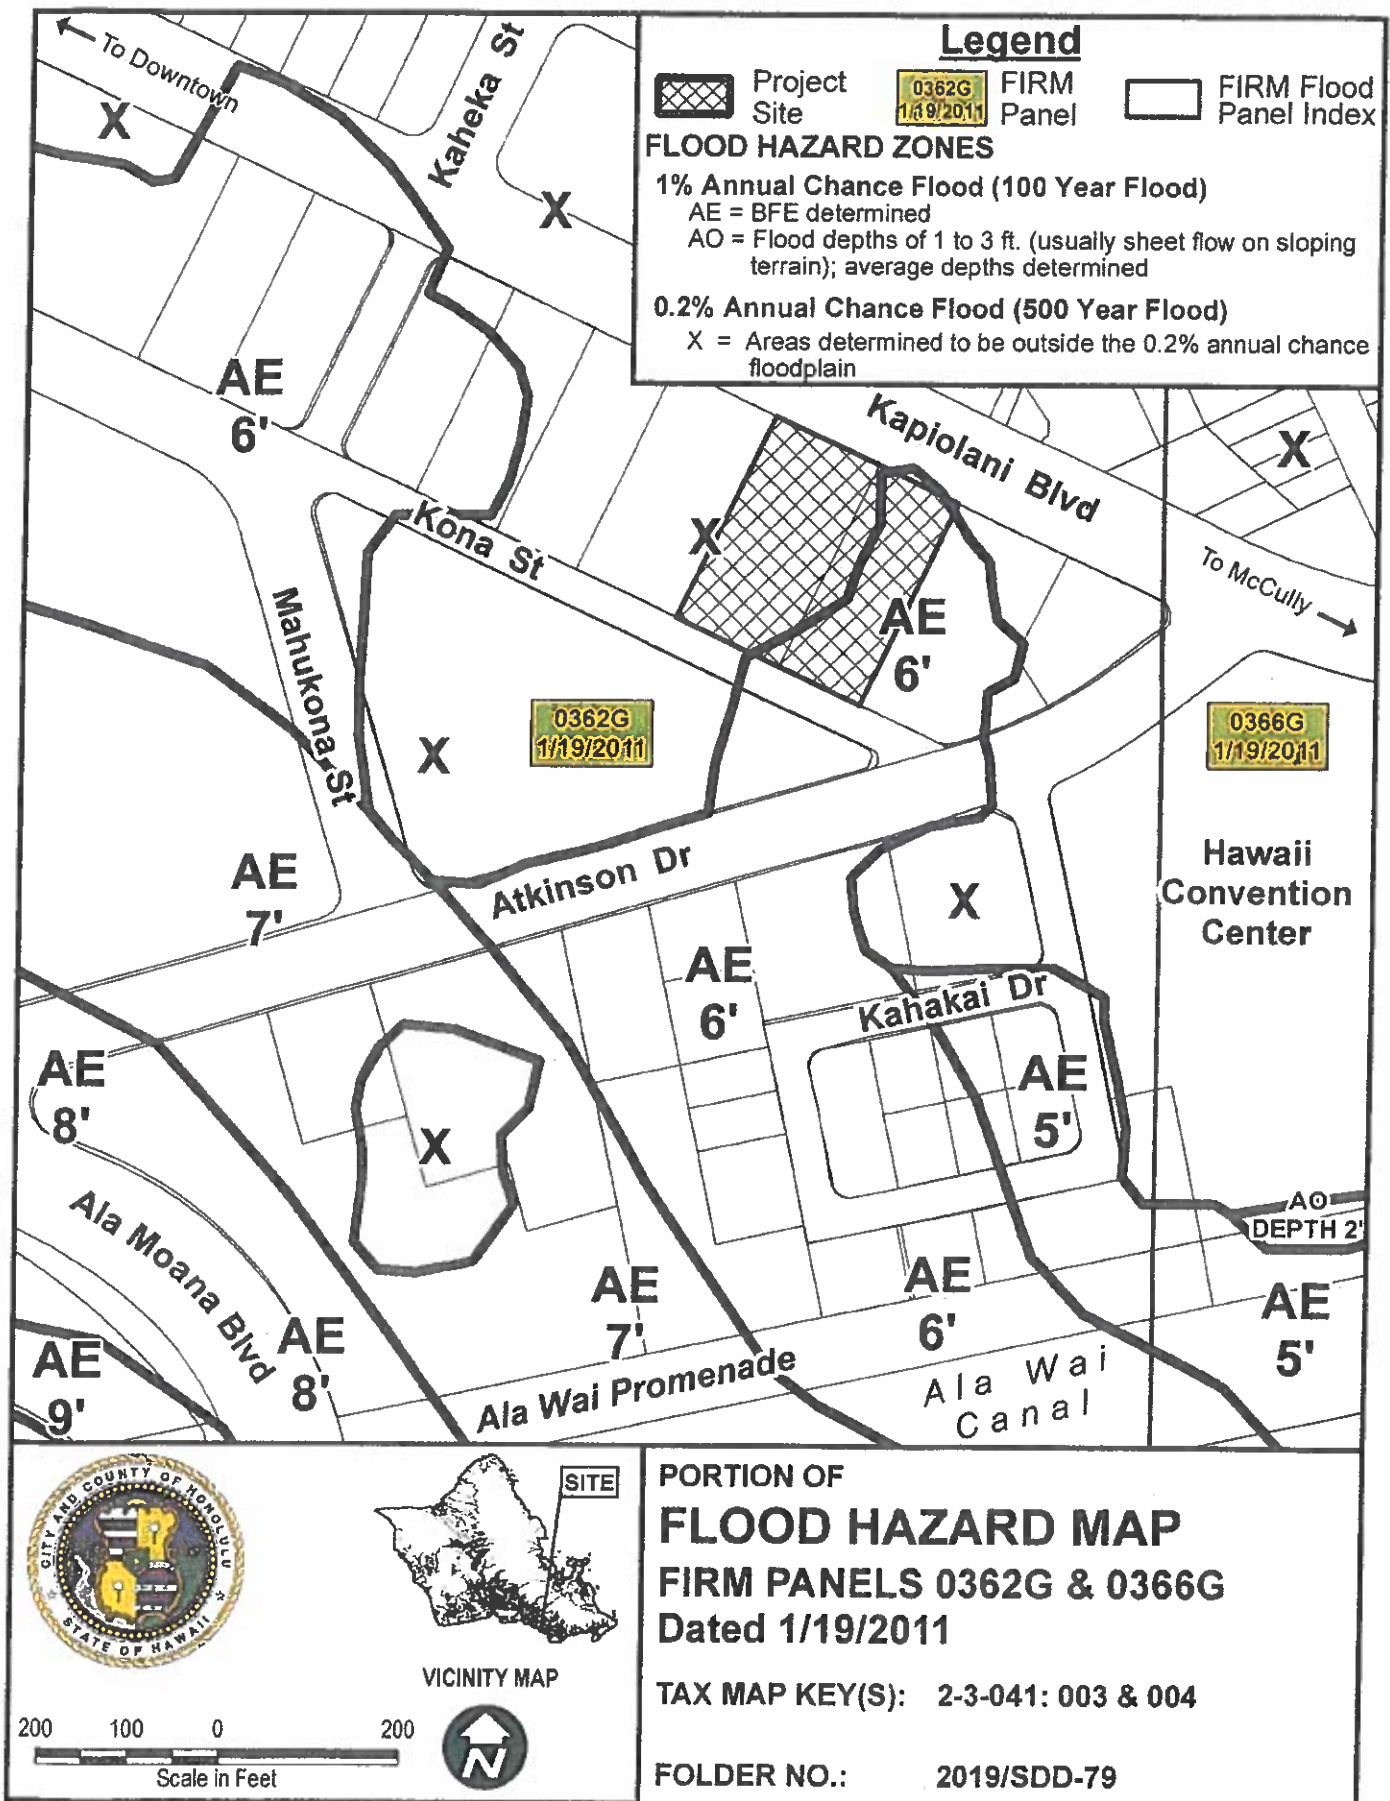 To Downtown
Kaheka St
X
X
Legend
Project Site
0362G
1/19/2011
FIRM Panel
FIRM Flood Panel Index
FLOOD HAZARD ZONES
1% Annual Chance Flood (100 Year Flood)
AE = BFE determined
AO = Flood depths of 1 to 3 ft. (usually sheet flow on sloping
terrain); average depths determined
0.2% Annual Chance Flood (500 Year Flood)
X = Areas determined to be outside the 0.2% annual chance
floodplain
AE
6'
Kapiolani Blvd
X
Kona St
X
To McCully
Mahukona St
AE
6'
X
0362G
1/19/2011
0366G
1/19/2011
AE
7'
Atkinson Dr
X
Hawaii
Convention
Center
AE
6'
Kahakai Dr
AE
8'
X
AE
5'
Ala Moana Blvd
AO
DEPTH 2'
AE
7'
AE
6'
AE
5'
AE
8'
AE
9'
Ala Wai Promenade
Ala Wai
Canal
CITY AND COUNTY OF HONOLULU
STATE OF HAWAII
SITE
VICINITY MAP
200 100 0 200
Scale in Feet
N
PORTION OF
FLOOD HAZARD MAP
FIRM PANELS 0362G & 0366G
Dated 1/19/2011
TAX MAP KEY(S): 2-3-041: 003 & 004
FOLDER NO.: 2019/SDD-79